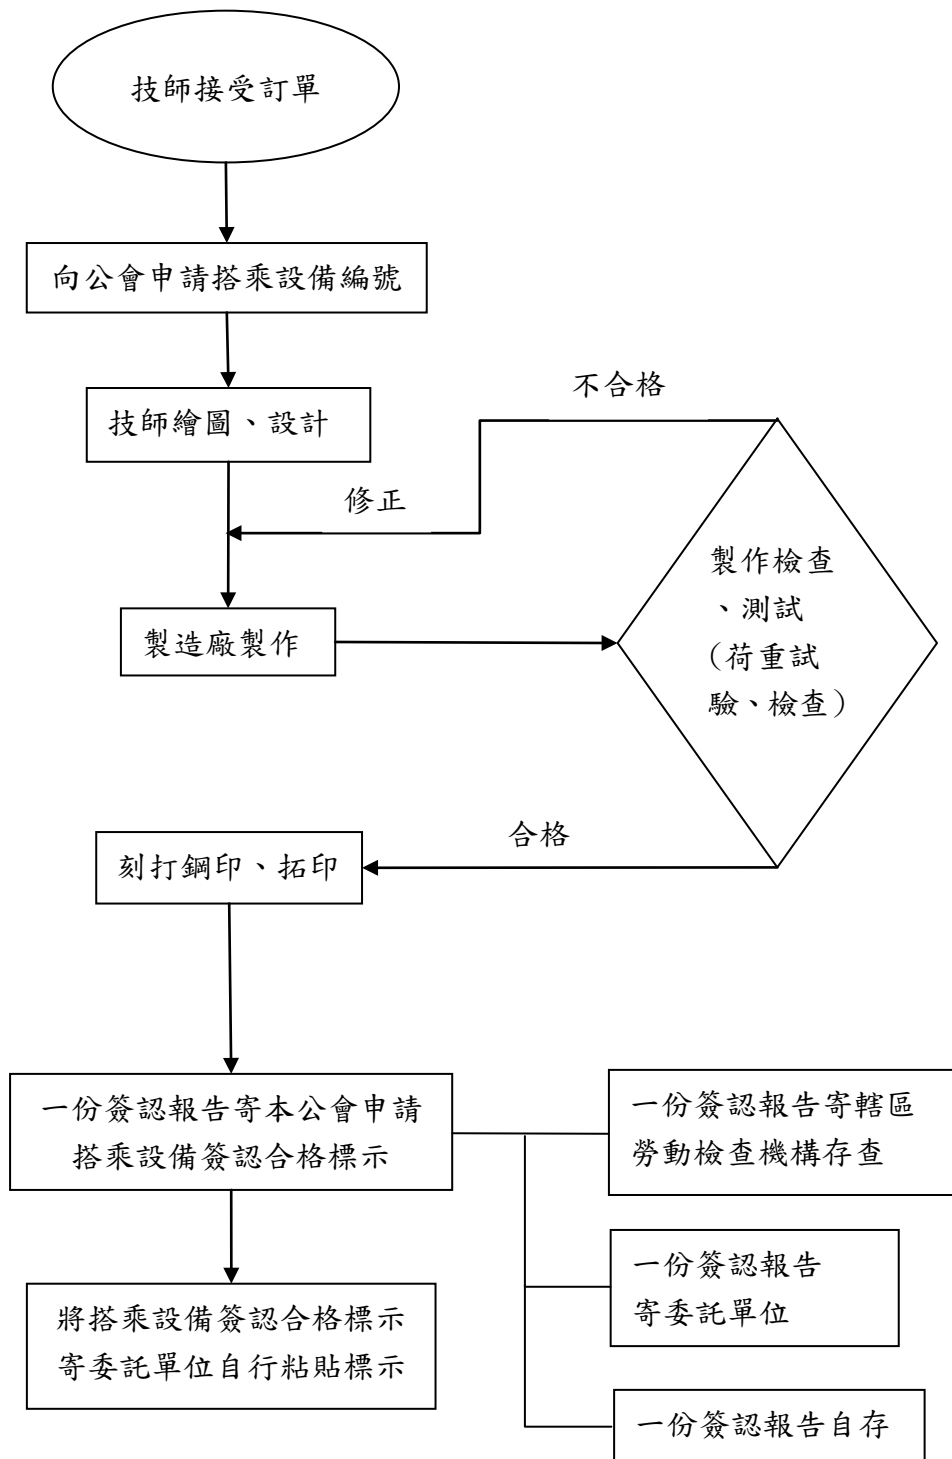 技師接受訂單
向公會申請搭乘設備編號
技師繪圖、設計
不合格
修正
製作檢查
、測試
（荷重試
驗、檢查）
製造廠製作
合格
刻打鋼印、拓印
一份簽認報告寄本公會申請
搭乘設備簽認合格標示
一份簽認報告寄轄區
勞動檢查機構存查
一份簽認報告
寄委託單位
將搭乘設備簽認合格標示
寄委託單位自行粘貼標示
一份簽認報告自存